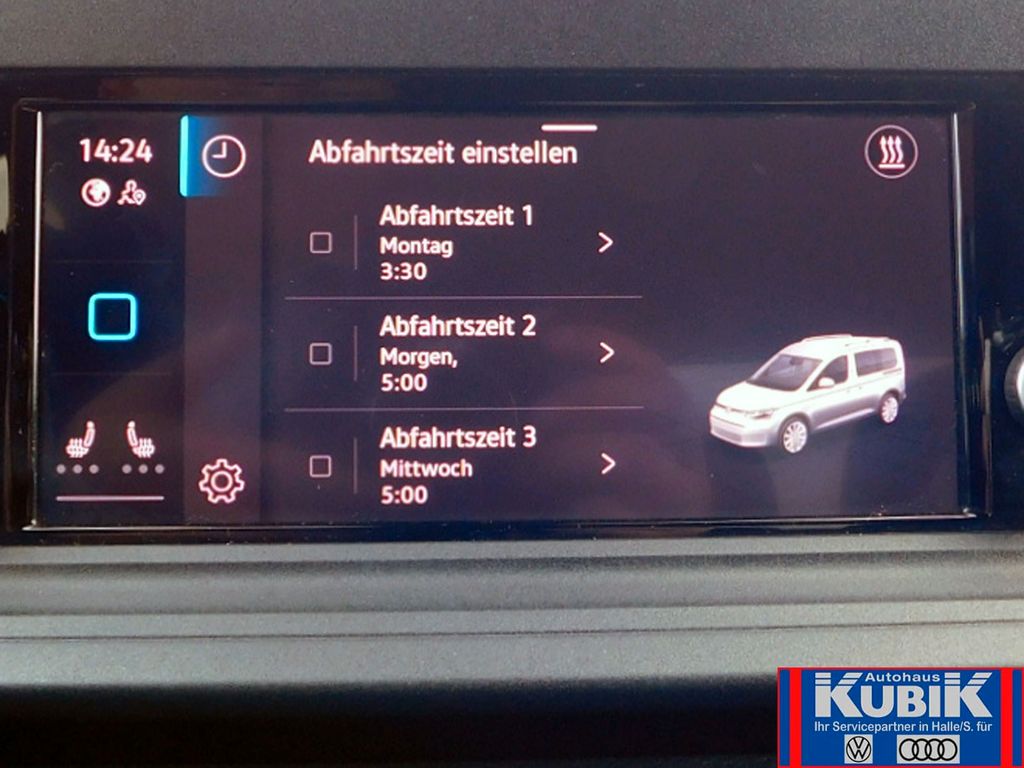 14:24
Abfahrtszeit einstellen
Abfahrtszeit 1
Montag
3:30
Abfahrtszeit 2
Morgen,
5:00
Abfahrtszeit 3
Mittwoch
5:00
Autohaus
KUBIK
Ihr Servicepartner in Halle/S. für